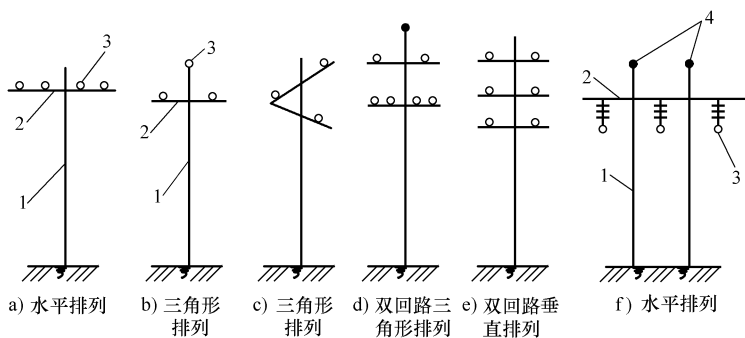 3
2
1
3
2
1
4
2
3
1
a) 水平排列
b) 三角形
排列
c) 三角形
排列
d) 双回路三
角形排列
e) 双回路垂
直排列
f) 水平排列